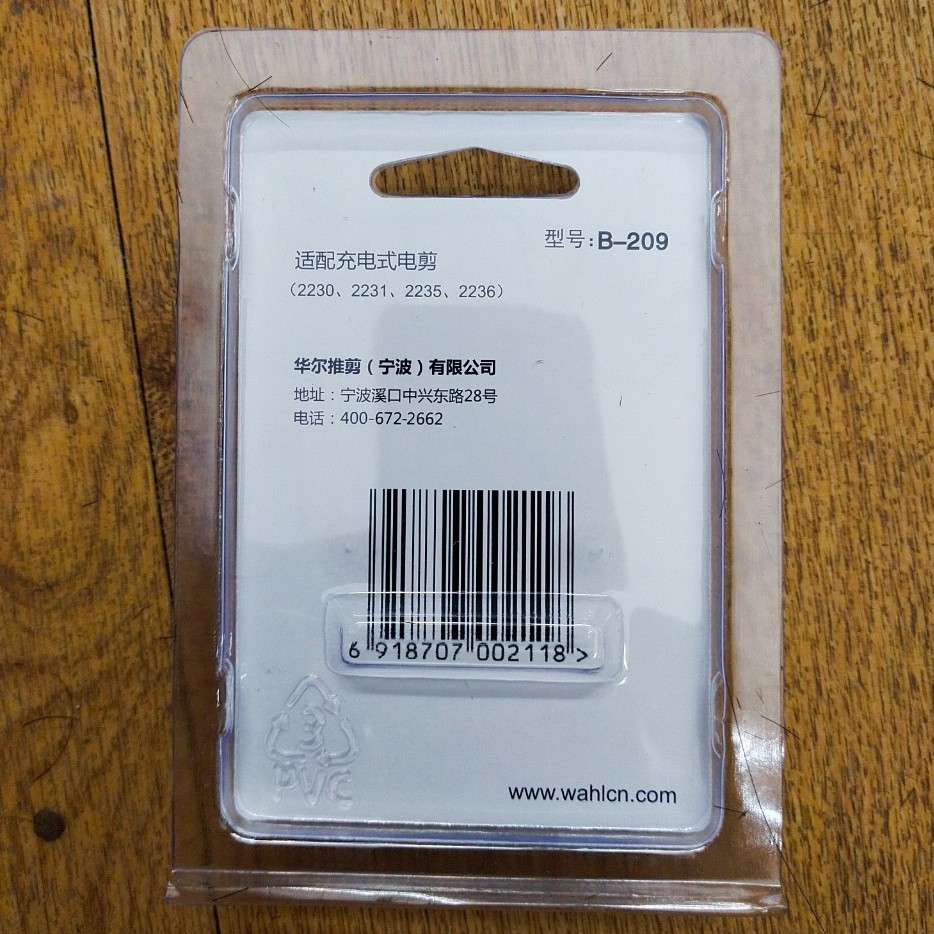 型号:B–209
适配充电式电剪
（2230、2231、2235、2236）
华尔推剪（宁波）有限公司
地址：宁波溪口中兴东路28号
电话：400-672-2662
6 918707 002118 >
3
PVC
www.wahlcn.com